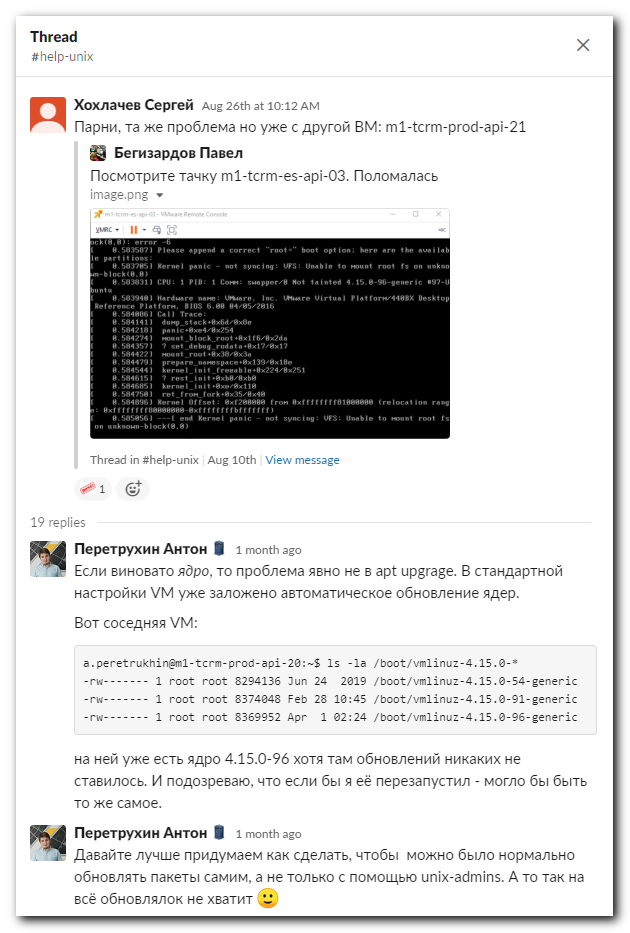 Thread
#help-unix
Хохлачев Сергей Aug 26th at 10:12 AM
Парни, та же проблема но уже с другой ВМ: m1-tcrm-prod-api-21
Бегизардов Павел
Посмотрите тачку m1-tcrm-es-api-03. Поломалась
image.png
m1-tcrm-es-api-03 - VMware Remote Console
VMRC
ock(0,0): error -6
[    0.583587] Please append a correct "root=" boot option; here are the availab
le partitions:
[    0.583705] Kernel panic - not syncing: VFS: Unable to mount root fs on unkno
wn-block(0,0)
[    0.583831] CPU: 1 PID: 1 Comm: swapper/0 Not tainted 4.15.0-96-generic #97-U
buntu
[    0.583940] Hardware name: VMware, Inc. VMware Virtual Platform/440BX Desktop
Reference Platform, BIOS 6.00 04/05/2016
[    0.584086] Call Trace:
[    0.584141]  dump_stack+0x6d/0x8e
[    0.584218]  panic+0xe4/0x254
[    0.584274]  mount_block_root+0x1f6/0x2da
[    0.584357]  ? set_debug_rodata+0x17/0x17
[    0.584422]  mount_root+0x38/0x3a
[    0.584479]  prepare_namespace+0x139/0x18e
[    0.584544]  kernel_init_freeable+0x224/0x251
[    0.584615]  ? rest_init+0xb0/0xb0
[    0.584685]  kernel_init+0xe/0x110
[    0.584750]  ret_from_fork+0x35/0x40
[    0.584896] Kernel Offset: 0xf200000 from 0xffffffff81000000 (relocation rang
e: 0xffffffff80000000-0xffffffffbfffffff)
[    0.585056] ---[ end Kernel panic - not syncing: VFS: Unable to mount root fs
on unknown-block(0,0)
Thread in #help-unix | Aug 10th | View message
1
19 replies
Перетрухин Антон 1 month ago
Если виновато ядро, то проблема явно не в apt upgrage. В стандартной
настройки VM уже заложено автоматическое обновление ядер.
Вот соседняя VM:
a.peretrukhin@m1-tcrm-prod-api-20:~$ ls -la /boot/vmlinuz-4.15.0-*
-rw------- 1 root root 8294136 Jun 24  2019 /boot/vmlinuz-4.15.0-54-generic
-rw------- 1 root root 8374048 Feb 28 10:45 /boot/vmlinuz-4.15.0-91-generic
-rw------- 1 root root 8369952 Apr  1 02:24 /boot/vmlinuz-4.15.0-96-generic
на ней уже есть ядро 4.15.0-96 хотя там обновлений никаких не
ставилось. И подозреваю, что если бы я её перезапустил - могло бы быть
то же самое.
Перетрухин Антон 1 month ago
Давайте лучше придумаем как сделать, чтобы  можно было нормально
обновлять пакеты самим, а не только с помощью unix-admins. А то так на
всё обновлялок не хватит 🙂